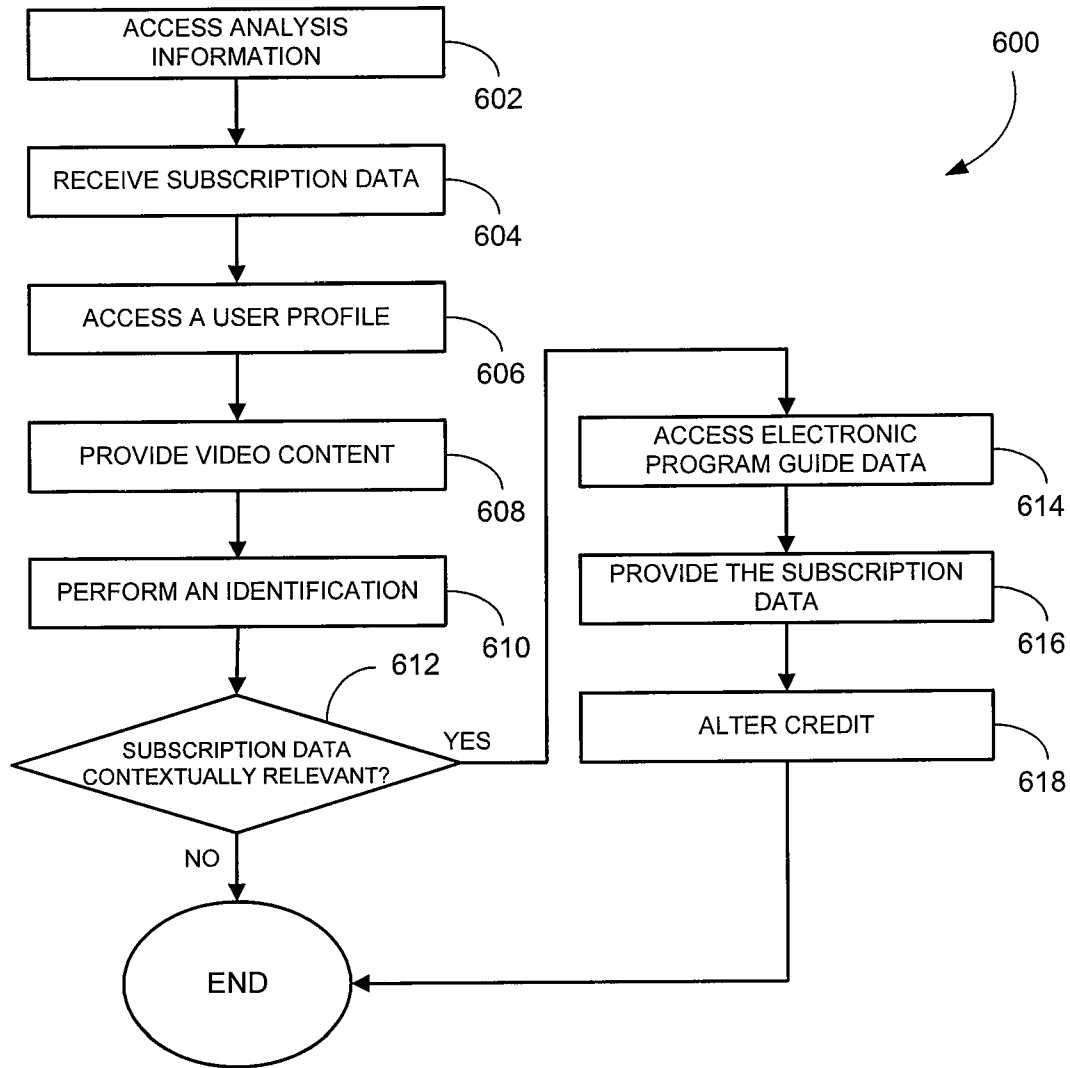 ACCESS ANALYSIS
INFORMATION
602
600
RECEIVE SUBSCRIPTION DATA
604
ACCESS A USER PROFILE
606
PROVIDE VIDEO CONTENT
608
PERFORM AN IDENTIFICATION
610
612
SUBSCRIPTION DATA
CONTEXTUALLY RELEVANT?
YES
NO
ACCESS ELECTRONIC
PROGRAM GUIDE DATA
614
PROVIDE THE SUBSCRIPTION
DATA
616
ALTER CREDIT
618
END